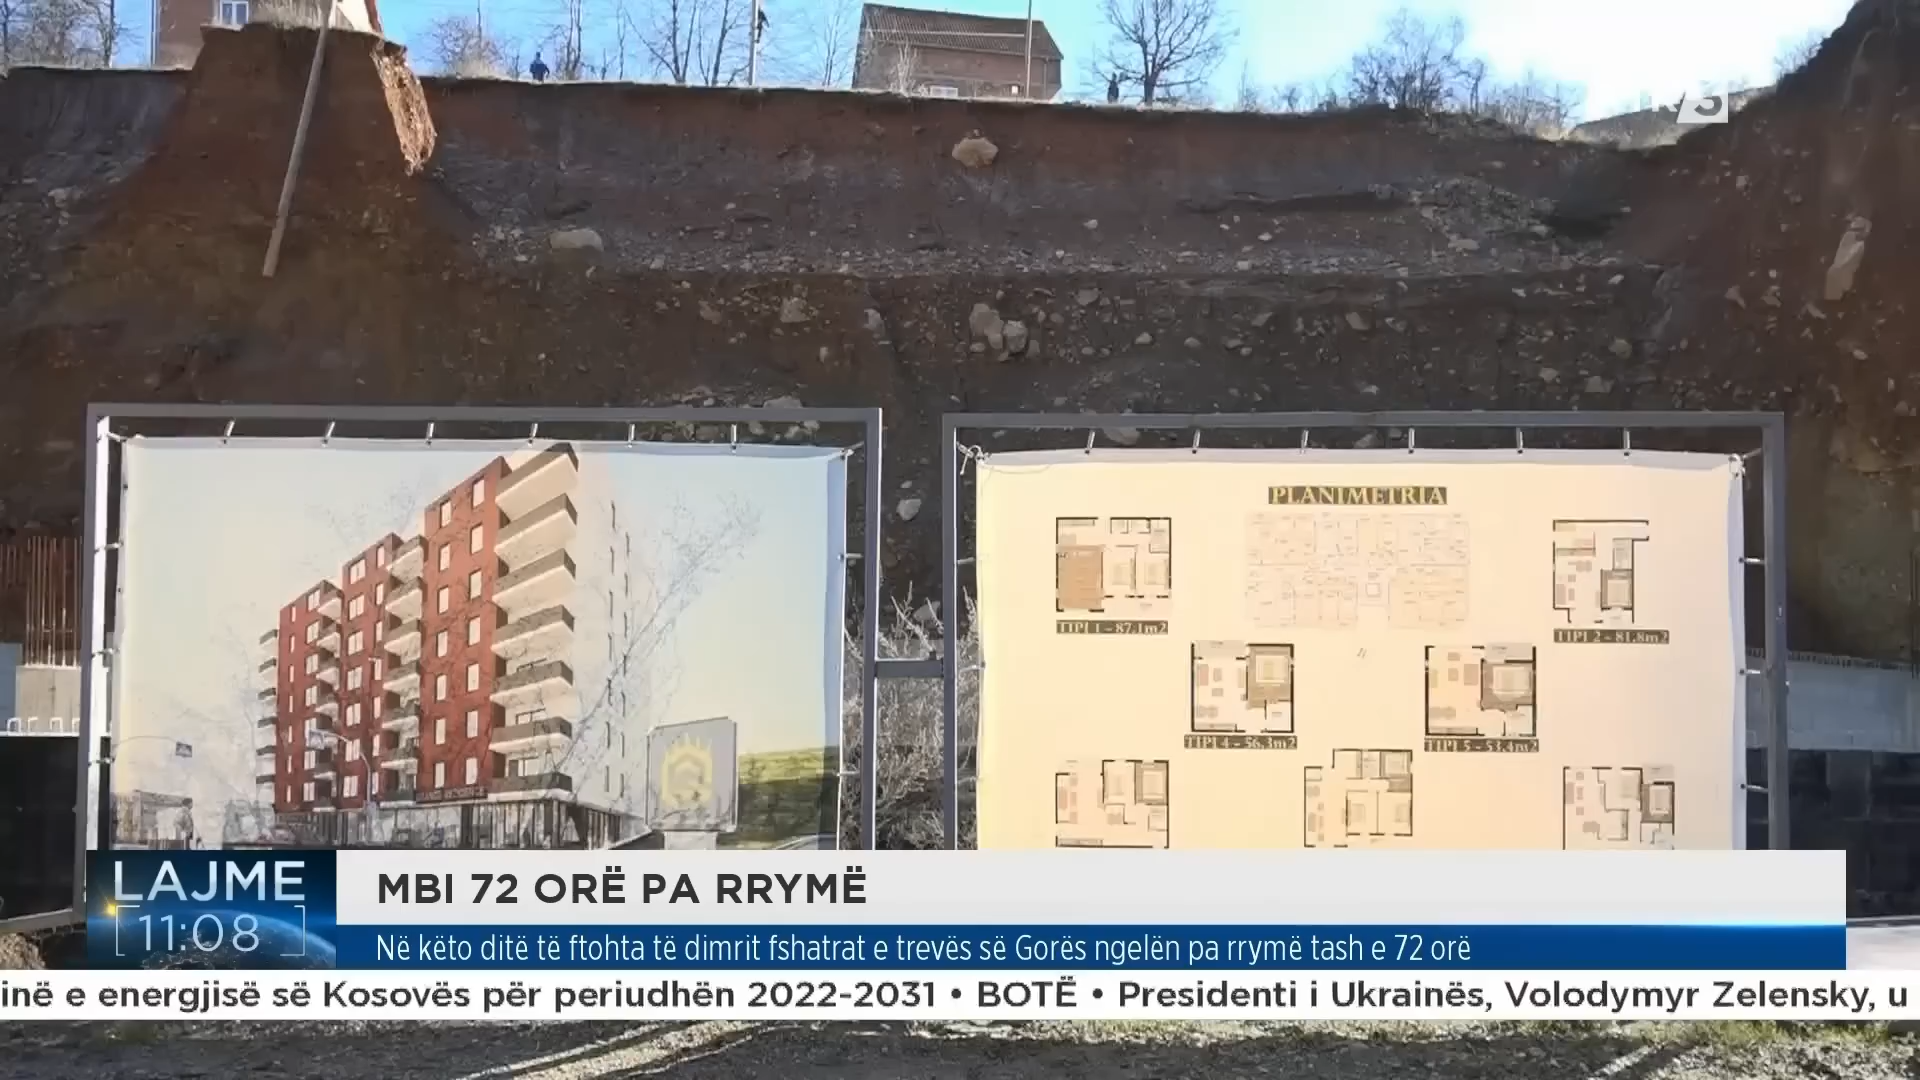 3
PLANIMETRIA
TIPI 1 - 87.1m2
TIPI 2 - 81.8m2
TIPI 4 - 56.3m2
TIPI 5 - 53.4m2
LAJME
11:08
MBI 72 ORË PA RRYMË
Në këto ditë të ftohta të dimrit fshatrat e trevës së Gorës ngelën pa rrymë tash e 72 orë
inë e energjisë së Kosovës për periudhën 2022-2031 • BOTË • Presidenti i Ukrainës, Volodymyr Zelensky, u